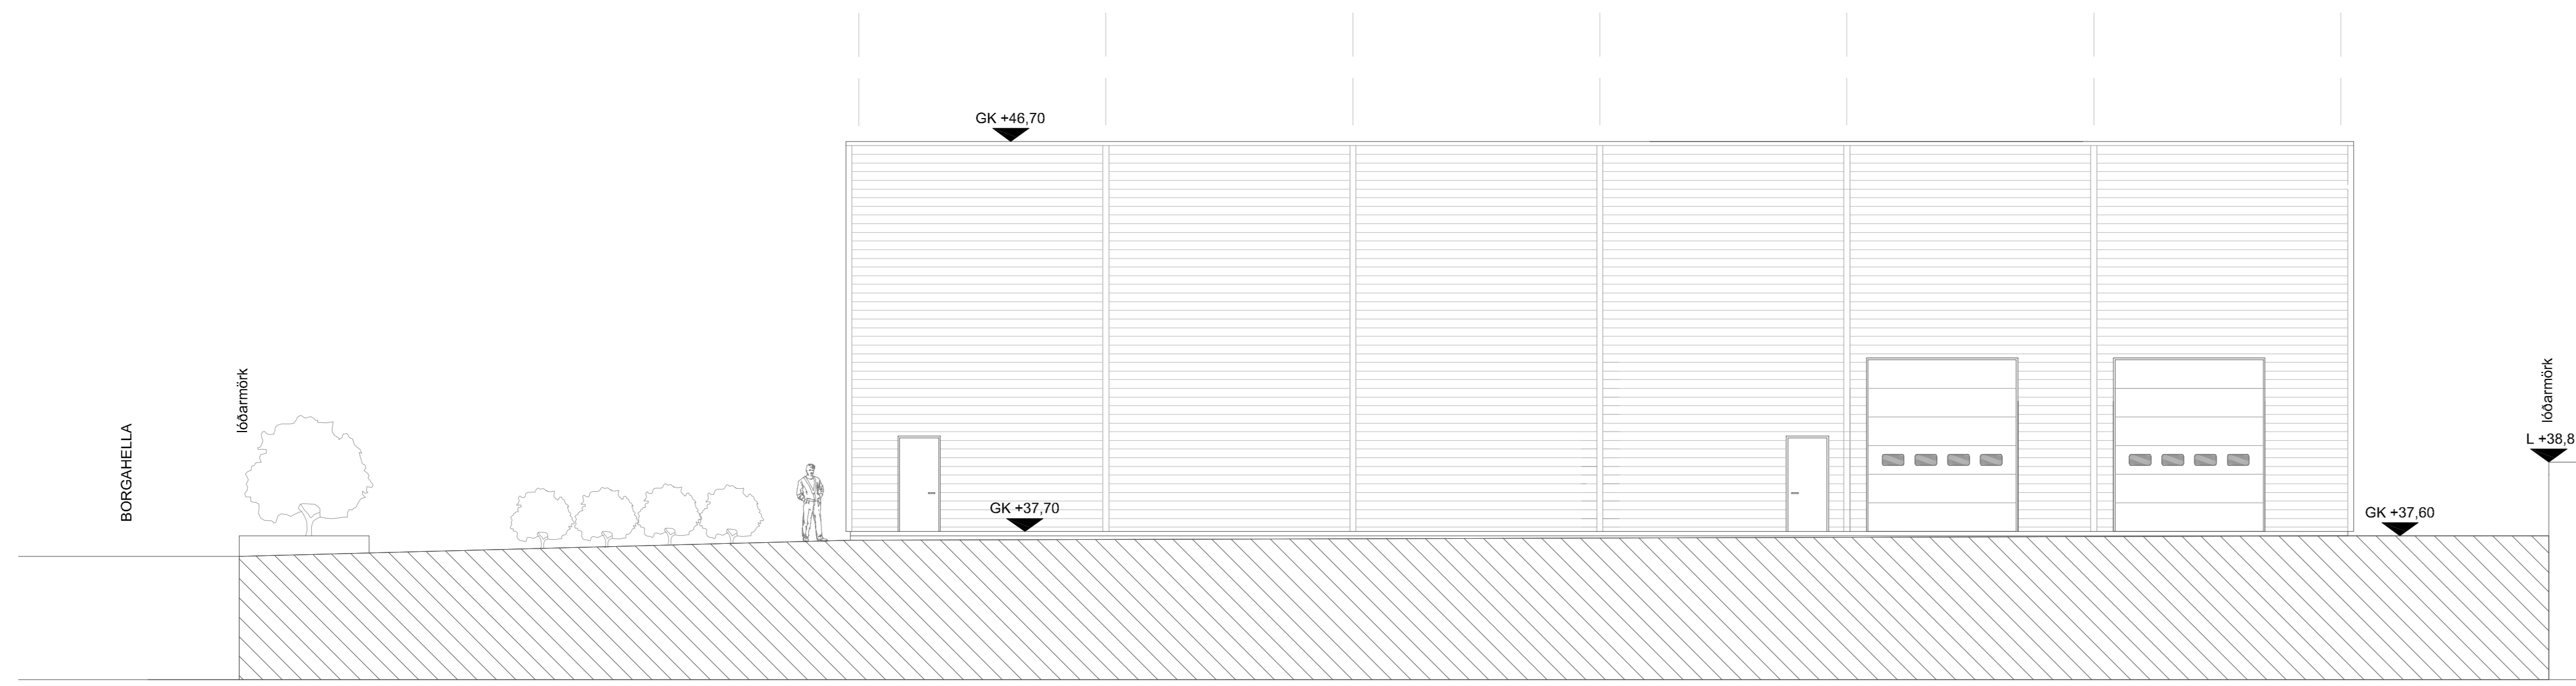 GK +46,70
BORGAHELLA
lóðarmörk
GK +37,70
GK +37,60
lóðarmörk
L +38,8